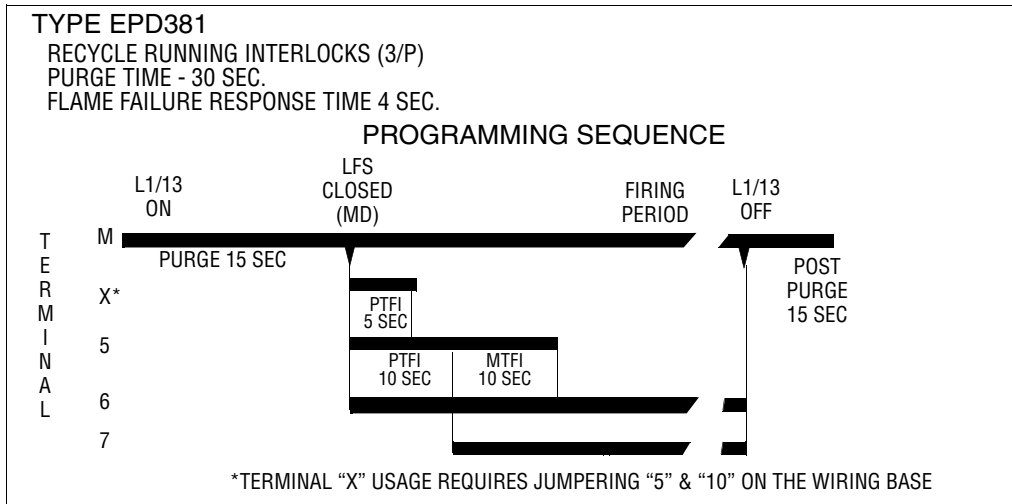 TYPE EPD381
RECYCLE RUNNING INTERLOCKS (3/P)
PURGE TIME - 30 SEC.
FLAME FAILURE RESPONSE TIME 4 SEC.
PROGRAMMING SEQUENCE
L1/13
ON
LFS
CLOSED
(MD)
FIRING
PERIOD
L1/13
OFF
TERMINAL
M
PURGE 15 SEC
POST
PURGE
15 SEC
X*
PTFI
5 SEC
5
PTFI
10 SEC
MTFI
10 SEC
6
7
*TERMINAL “X” USAGE REQUIRES JUMPERING “5” & “10” ON THE WIRING BASE